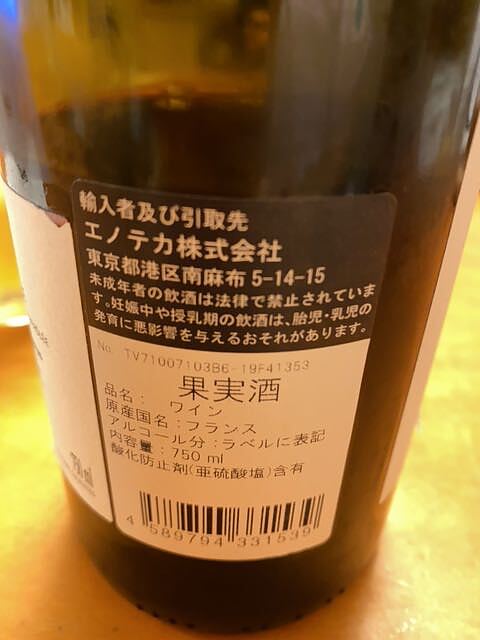 輸入者及び引取先
エノテカ株式会社
東京都港区南麻布 5-14-15
未成年者の飲酒は法律で禁止されていま
す。妊娠中や授乳期の飲酒は、胎児・乳児の
発育に悪影響を与えるおそれがあります。
No. TV71007103B6-19F41353
果実酒
品名: ワイン
原産国名:フランス
アルコール分:ラベルに表記
内容量:750 ml
酸化防止剤(亜硫酸塩)含有
4 589794 331539
750 ml